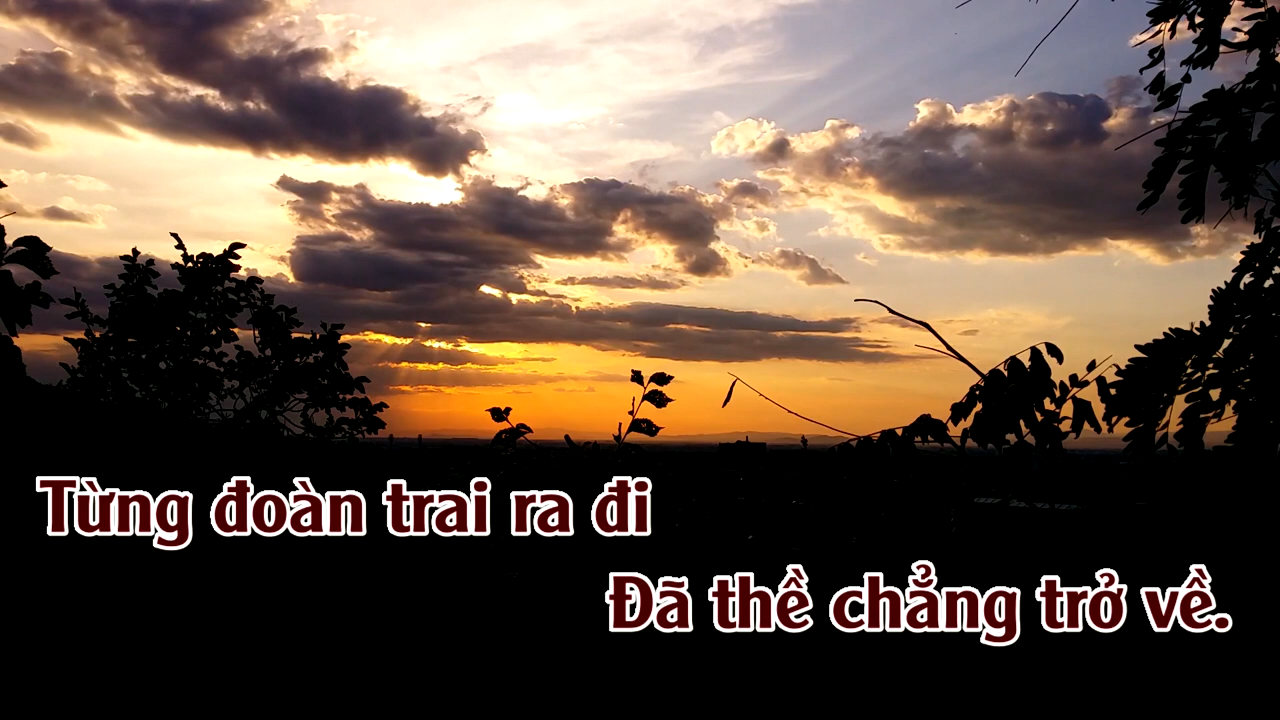 Từng đoàn trai ra đi
Đã thề chẳng trở về.